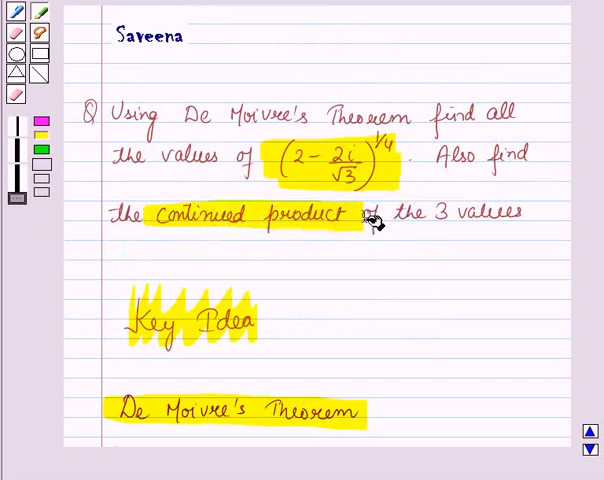 Saveena
Q Using De Moivre's Theorem find all
the values of (2 - 2i/√3)^1/4. Also find
the continued product of the 3 values
Key Idea
De Moivre's Theorem